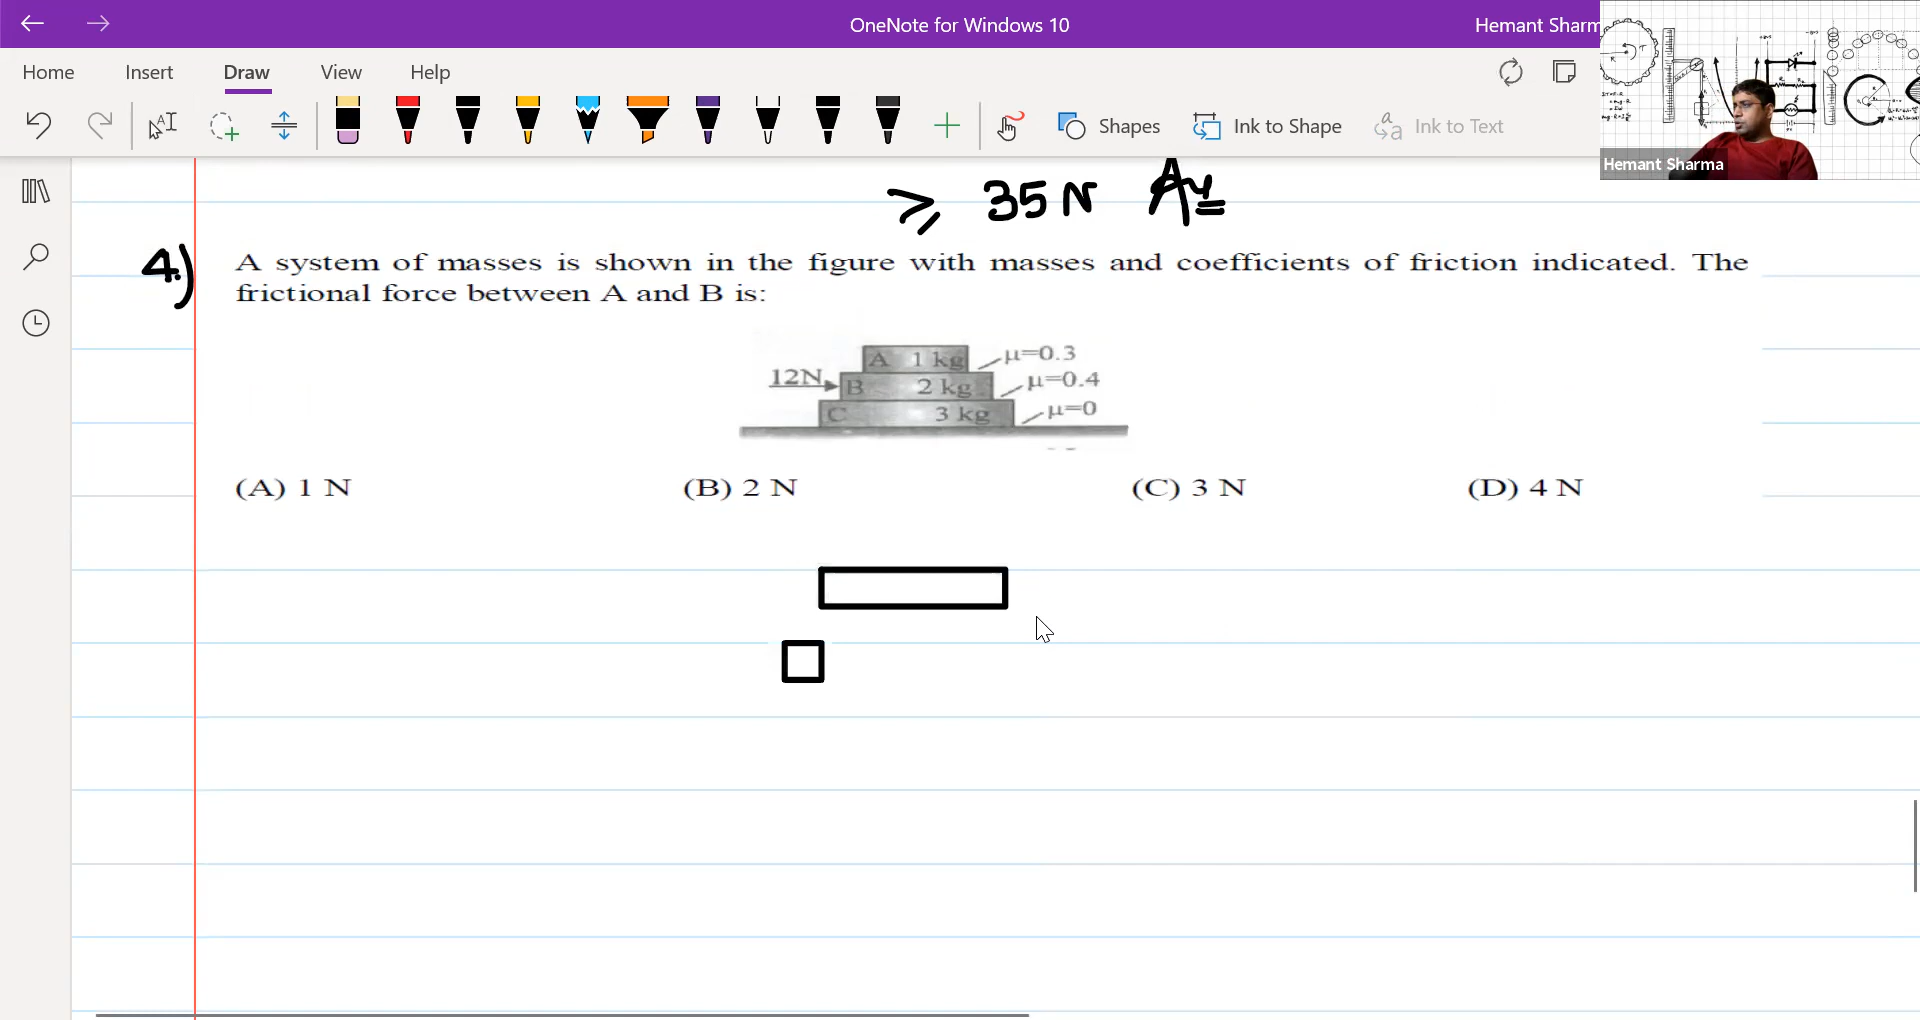 OneNote for Windows 10
Hemant Sharm
Home Insert Draw View Help
Shapes Ink to Shape Ink to Text
Hemant Sharma
⩾ 35 N
4.) A system of masses is shown in the figure with masses and coefficients of friction indicated. The
frictional force between A and B is:
A 1 kg μ=0.3
12N B 2 kg μ=0.4
C 3 kg μ=0
(A) 1 N (B) 2 N (C) 3 N (D) 4 N